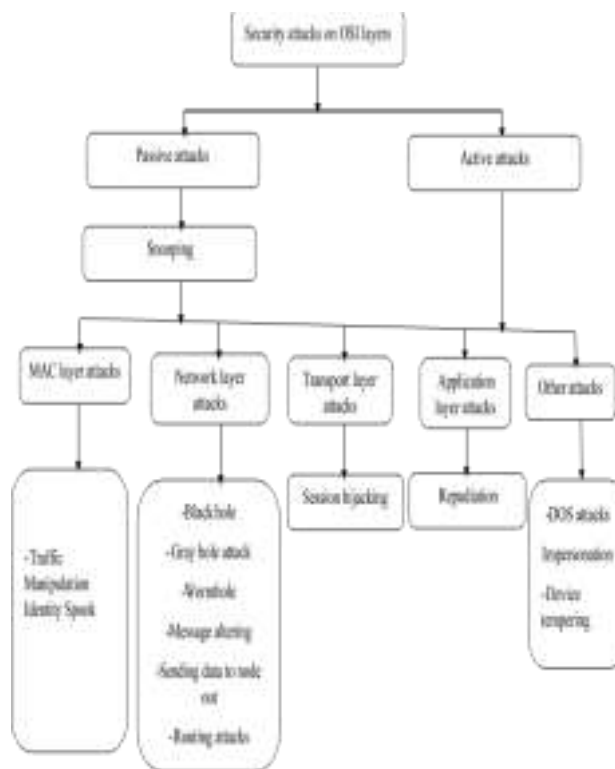 Security attacks on OSI layers
Passive attacks
Active attacks
Snooping
MAC layer attacks
Network layer
attacks
Transport layer
attacks
Application
layer attacks
Other attacks
-Traffic
Manipulation
Identity Spook
-Blackhole
-Gray hole attack
-Wormhole
-Message altering
-Sending data to node
out
-Routing attacks
Session hijacking
Repudiation
-DOS attacks
Impersonation
-Device
tempering